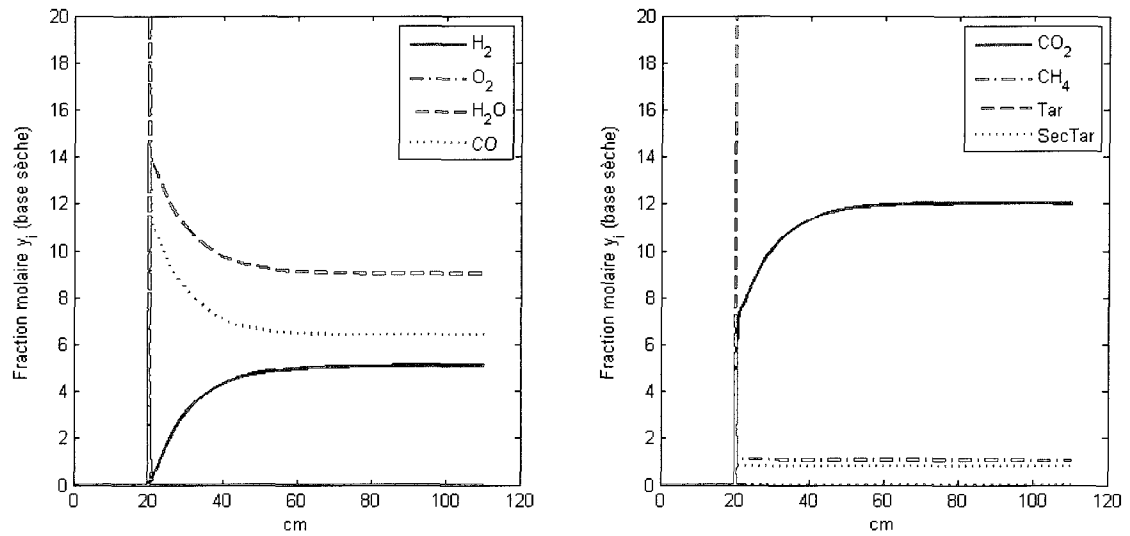 20
18
16
14
12
10
8
6
4
2
0
0 20 40 60 80 100 120
cm
Fraction molaire y_i (base sèche)
H₂
O₂
H₂O
CO
20
18
16
14
12
10
8
6
4
2
0
0 20 40 60 80 100 120
cm
Fraction molaire y_i (base sèche)
CO₂
CH₄
Tar
SecTar